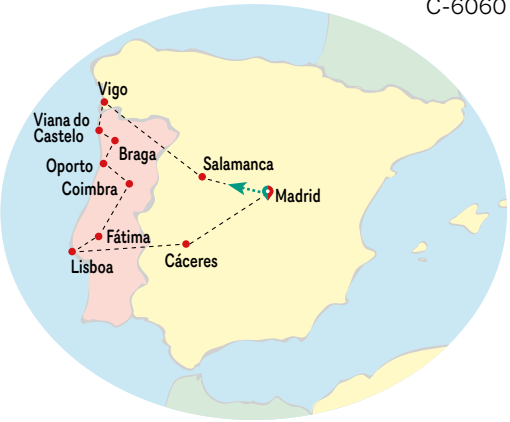 C-6060
Vigo
Viana do
Castelo
Braga
Oporto
Salamanca
Coimbra
Madrid
Fátima
Lisboa
Cáceres